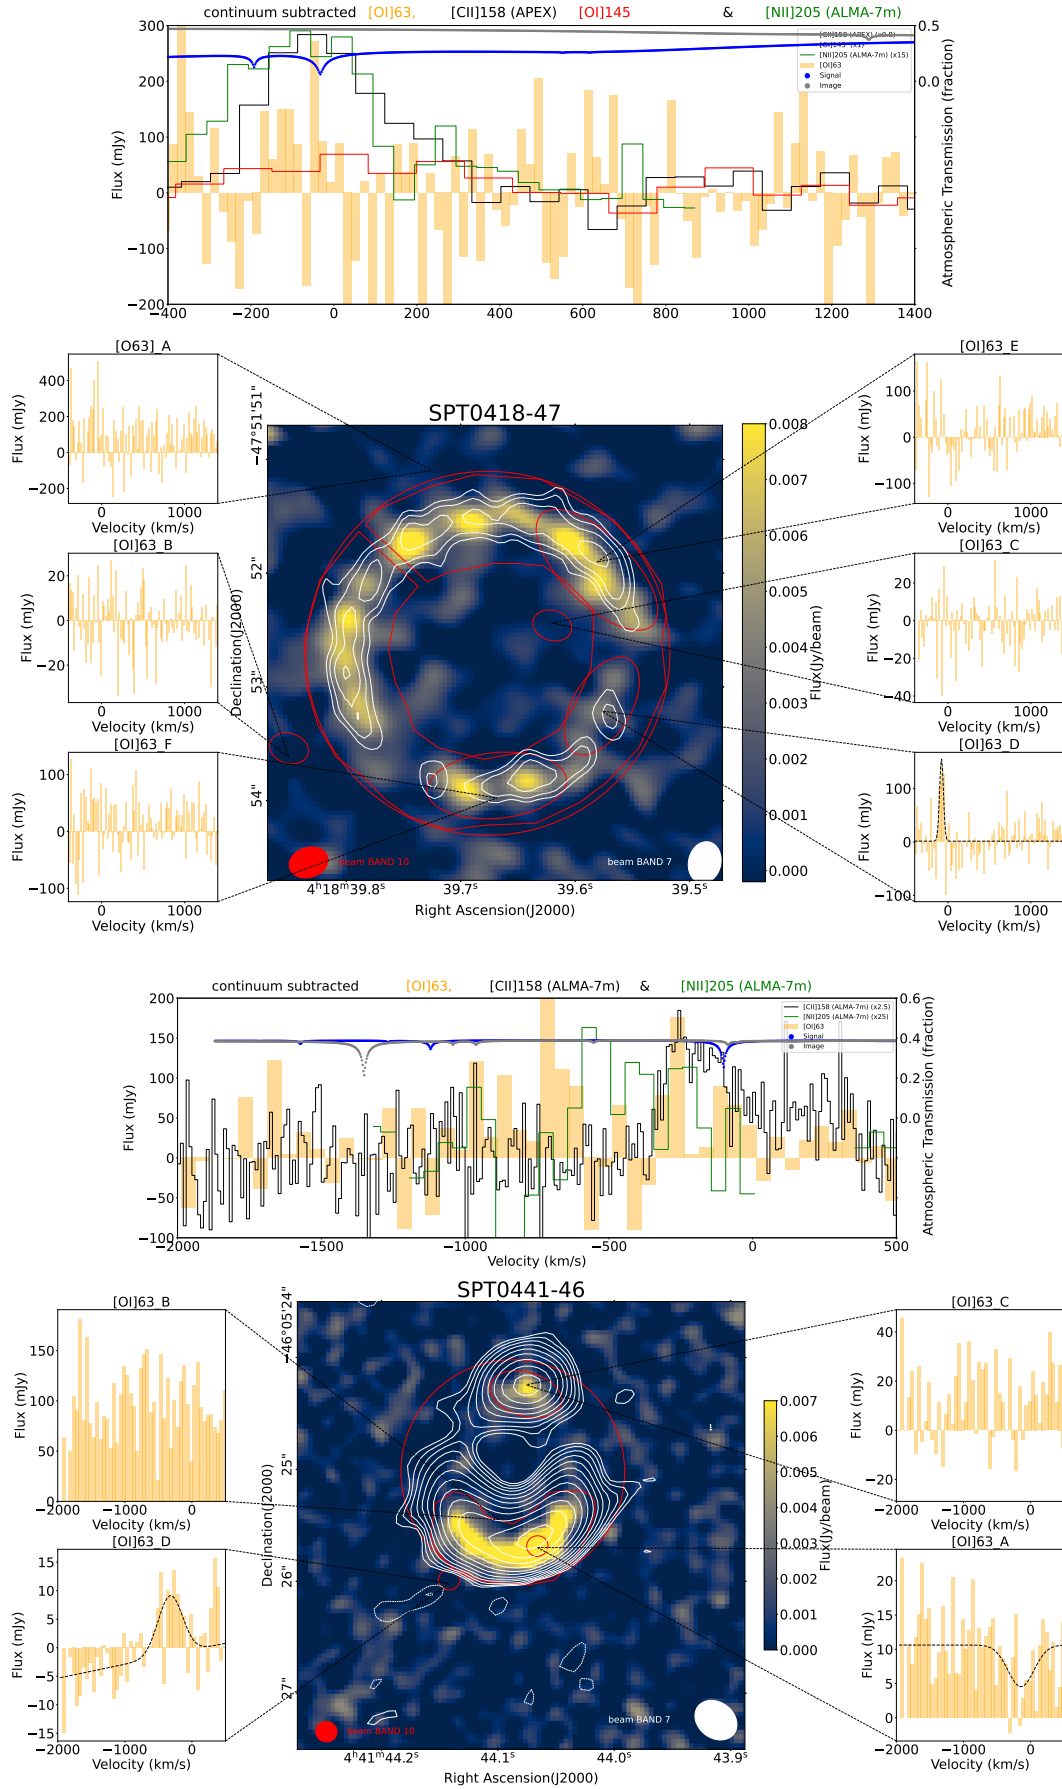 continuum subtracted [OI]63, [CII]158 (APEX) [OI]145 & [NII]205 (ALMA-7m)
300
200
100
0
−100
−200
Flux (mJy)
0.5
0.0
Atmospheric Transmission (fraction)
[CII]158 (APEX) (x0.8)
[OI]145 (x1)
[NII]205 (ALMA-7m) (x15)
[OI]63
Signal
Image
−400 −200 0 200 400 600 800 1000 1200 1400
[O63]_A
400
200
0
−200
Flux (mJy)
0 1000
Velocity (km/s)
[OI]63_B
20
0
−20
Flux (mJy)
0 1000
Velocity (km/s)
[OI]63_F
100
0
−100
Flux (mJy)
0 1000
Velocity (km/s)
SPT0418-47
−47°51'51"
52"
53"
54"
Declination(J2000)
beam BAND 10
beam BAND 7
4ʰ18ᵐ39.8ˢ 39.7ˢ 39.6ˢ 39.5ˢ
Right Ascension(J2000)
0.008
0.007
0.006
0.005
0.004
0.003
0.002
0.001
0.000
Flux(Jy/beam)
[OI]63_E
100
0
−100
Flux (mJy)
0 1000
Velocity (km/s)
[OI]63_C
20
0
−20
−40
Flux (mJy)
0 1000
Velocity (km/s)
[OI]63_D
100
0
−100
Flux (mJy)
0 1000
Velocity (km/s)
continuum subtracted [OI]63, [CII]158 (ALMA-7m) & [NII]205 (ALMA-7m)
200
150
100
50
0
−50
−100
Flux (mJy)
0.6
0.4
0.2
0.0
Atmospheric Transmission (fraction)
[CII]158 (ALMA-7m) (x2.5)
[NII]205 (ALMA-7m) (x25)
[OI]63
Signal
Image
−2000 −1500 −1000 −500 0 500
Velocity (km/s)
[OI]63_B
150
100
50
0
Flux (mJy)
−2000 −1000 0
Velocity (km/s)
[OI]63_D
15
10
5
0
−5
−10
−15
Flux (mJy)
−2000 −1000 0
Velocity (km/s)
SPT0441-46
−46°05'24"
25"
26"
27"
Declination(J2000)
beam BAND 10
beam BAND 7
4ʰ41ᵐ44.2ˢ 44.1ˢ 44.0ˢ 43.9ˢ
Right Ascension(J2000)
0.007
0.006
0.005
0.004
0.003
0.002
0.001
0.000
Flux(Jy/beam)
[OI]63_C
40
20
0
−20
Flux (mJy)
−2000 −1000 0
Velocity (km/s)
[OI]63_A
20
15
10
5
0
Flux (mJy)
−2000 −1000 0
Velocity (km/s)